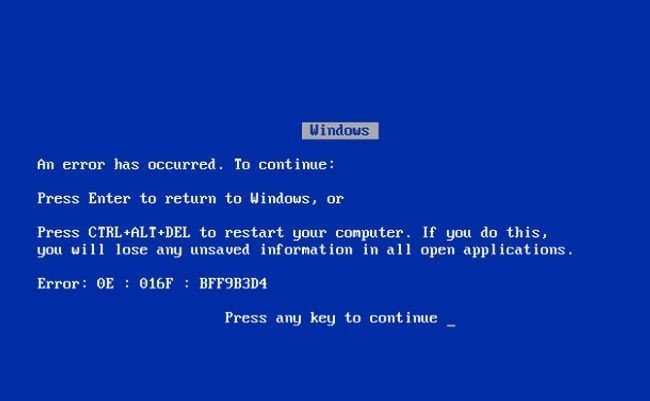 Windows
An error has occurred. To continue:
Press Enter to return to Windows, or
Press CTRL+ALT+DEL to restart your computer. If you do this,
you will lose any unsaved information in all open applications.
Error: 0E : 016F : BFF9B3D4
Press any key to continue _